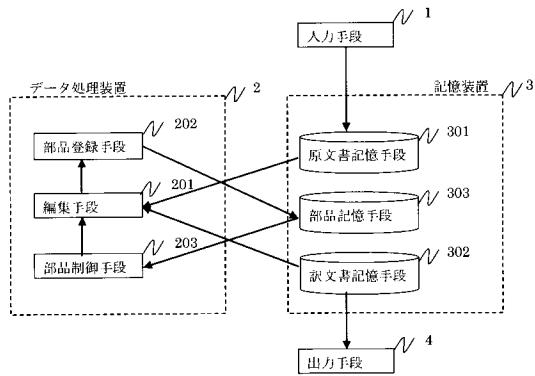 1
入力手段
データ処理装置
2
記憶装置
3
202
部品登録手段
301
原文書記憶手段
201
編集手段
303
部品記憶手段
203
部品制御手段
302
訳文書記憶手段
4
出力手段